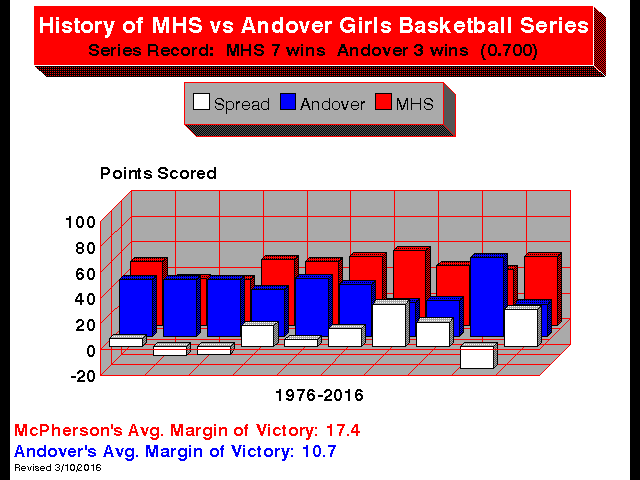 History of MHS vs Andover Girls Basketball Series
Series Record: MHS 7 wins Andover 3 wins (0.700)
Spread Andover MHS
Points Scored
100
80
60
40
20
0
-20
1976-2016
McPherson's Avg. Margin of Victory: 17.4
Andover's Avg. Margin of Victory: 10.7
Revised 3/10/2016